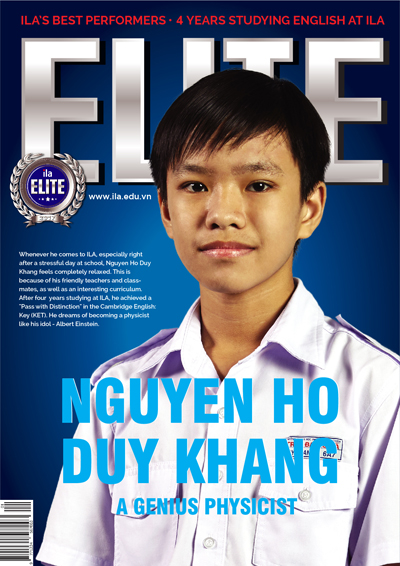 ILA'S BEST PERFORMERS • 4 YEARS STUDYING ENGLISH AT ILA
ELITE
ila
ELITE
2012
www.ila.edu.vn
Whenever he comes to ILA, especially right
after a stressful day at school, Nguyen Ho Duy
Khang feels completely relaxed. This is
because of his friendly teachers and class-
mates, as well as an interesting curriculum.
After four years studying at ILA, he achieved a
"Pass with Distinction" in the Cambridge English:
Key (KET). He dreams of becoming a physicist
like his idol - Albert Einstein.
NGUYEN HO
DUY KHANG
6A7
A GENIUS PHYSICIST